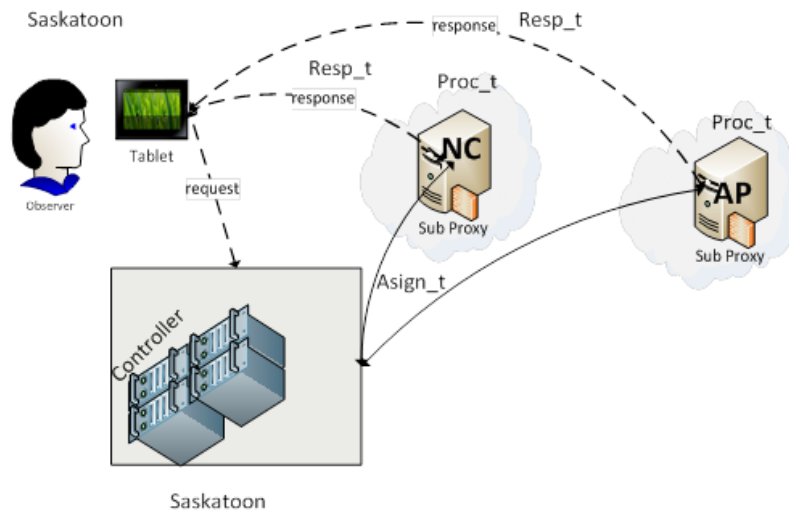 Saskatoon
response
Resp_t
Resp_t
response
Proc_t
Proc_t
NC
AP
Tablet
Observer
request
Sub Proxy
Sub Proxy
Asign_t
Controller
Saskatoon